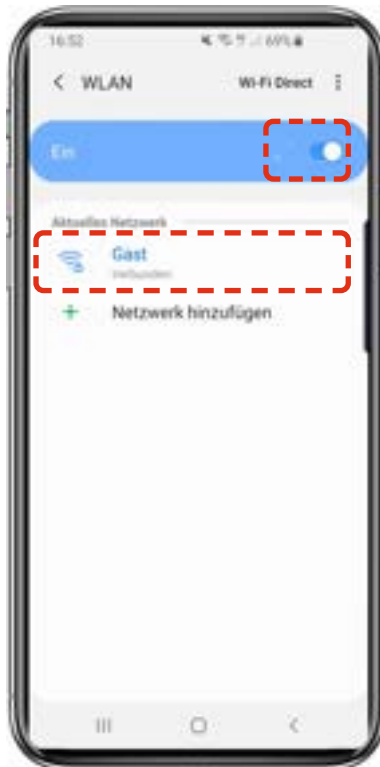 16:52 69%
WLAN Wi-Fi Direct
Ein
Aktuelles Netzwerk
Gast
Verbunden
Netzwerk hinzufügen